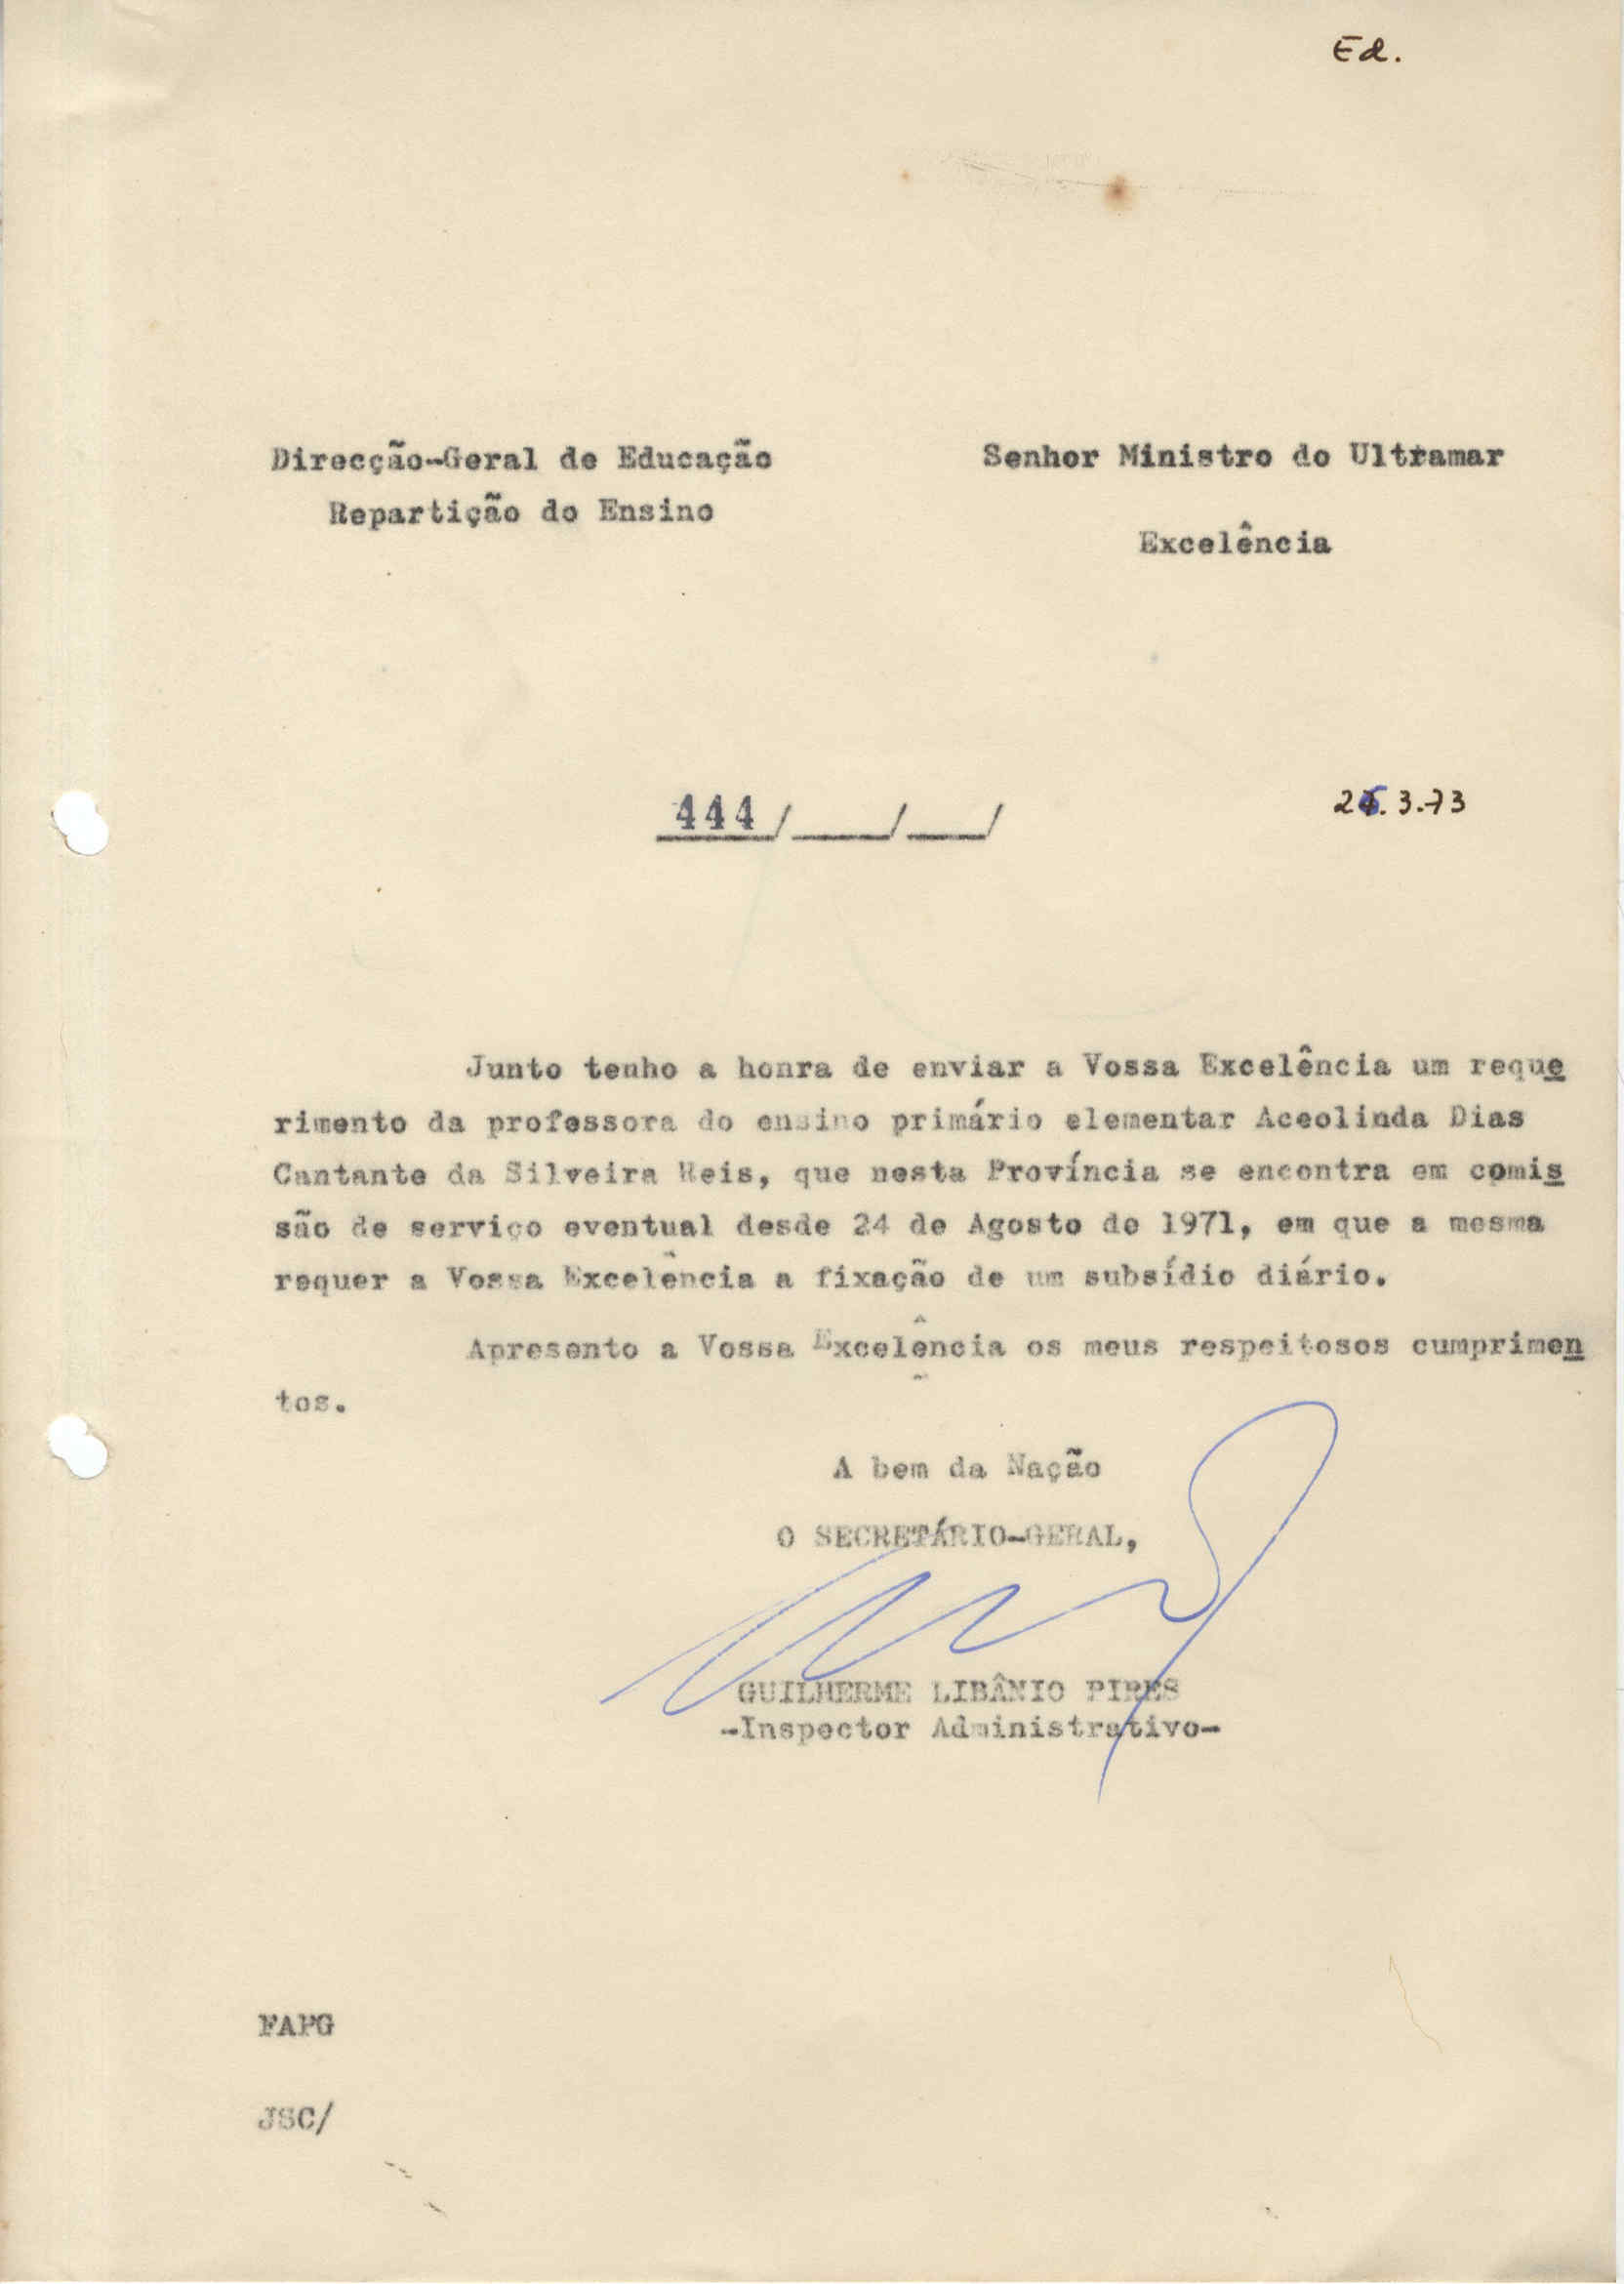 Ed.
Direcção-Geral de Educação
Repartição do Ensino
Senhor Ministro do Ultramar
Excelência
444/___/___/
26.3.73
Junto tenho a honra de enviar a Vossa Excelência um reque
rimento da professora do ensino primário elementar Aceolinda Dias
Cantante da Silveira Reis, que nesta Província se encontra em comis
são de serviço eventual desde 24 de Agosto de 1971, em que a mesma
requer a Vossa Excelência a fixação de um subsídio diário.
Apresento a Vossa Excelência os meus respeitosos cumprimen
tos.
A bem da Nação
O SECRETÁRIO-GERAL,
GUILHERME LIBÂNIO PIRES
-Inspector Administrativo-
FAPG
JSC/